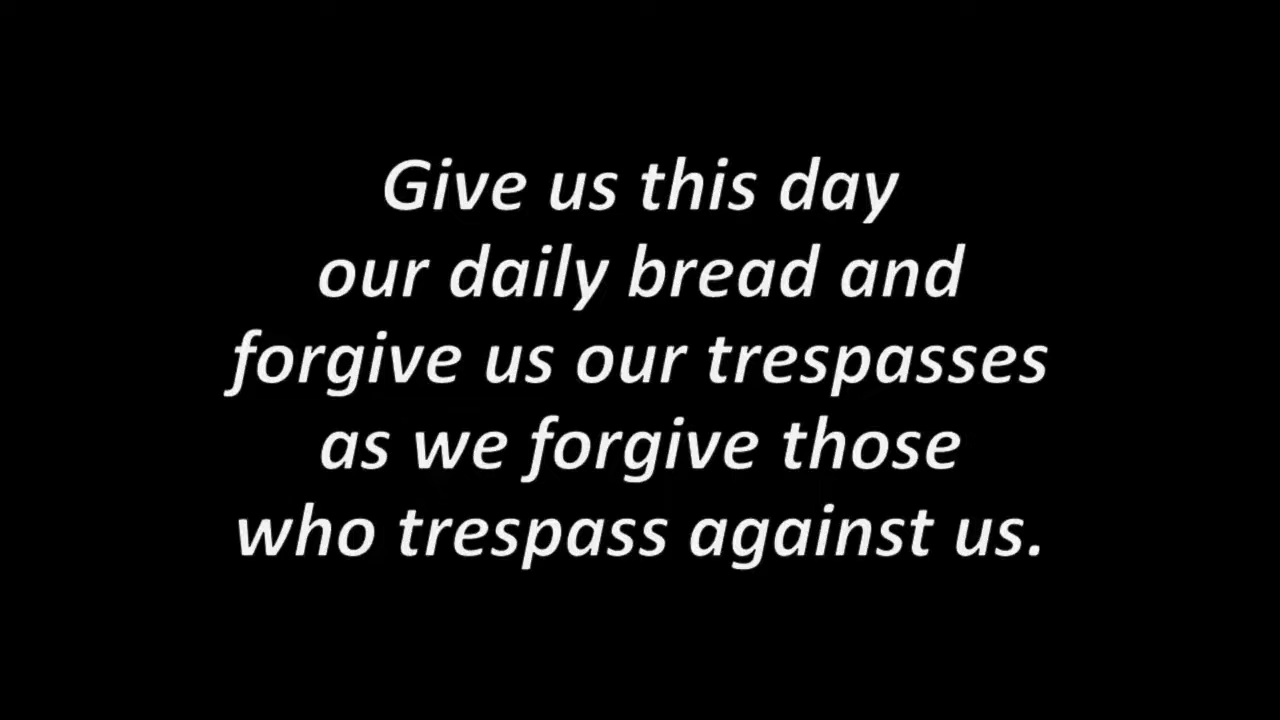 Give us this day
our daily bread and
forgive us our trespasses
as we forgive those
who trespass against us.